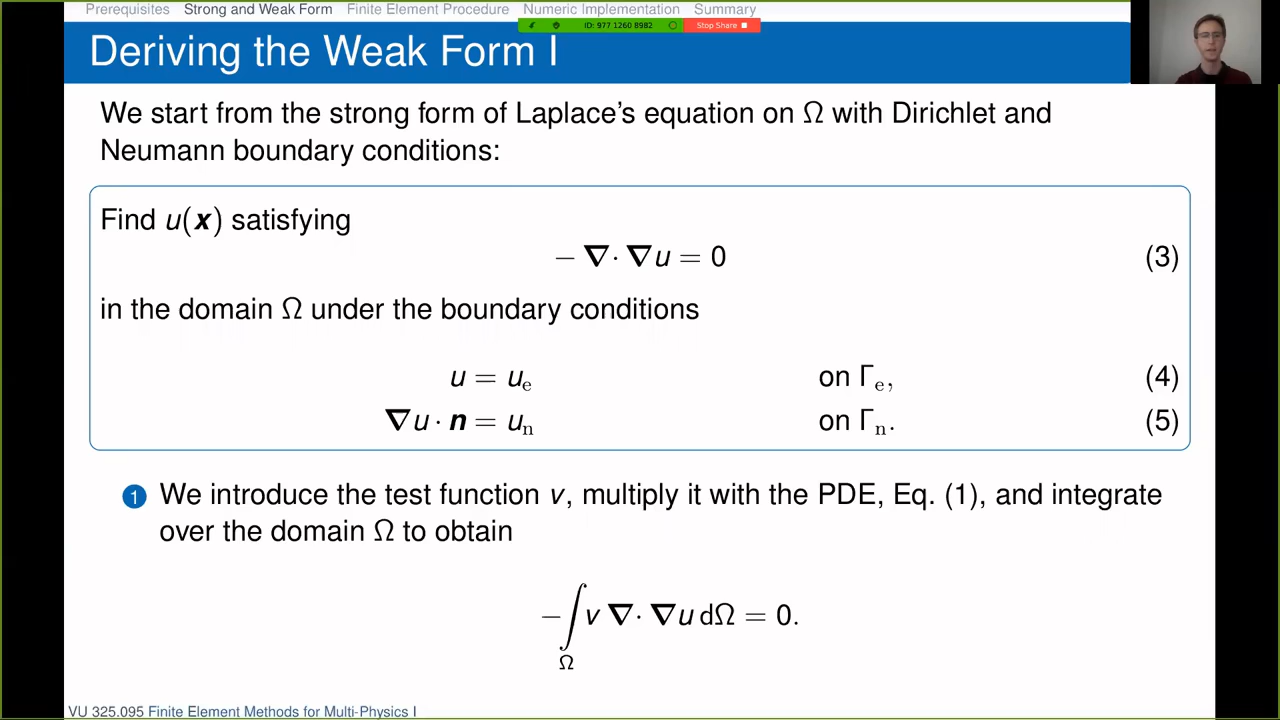 Prerequisites Strong and Weak Form Finite Element Procedure Numeric Implementation Summary
ID: 977 1260 8982 Stop Share
Deriving the Weak Form I
We start from the strong form of Laplace's equation on Ω with Dirichlet and
Neumann boundary conditions:
Find u(x) satisfying
− ∇· ∇u = 0 (3)
in the domain Ω under the boundary conditions
u = uₑ on Γₑ, (4)
∇u · n = uₙ on Γₙ. (5)
1 We introduce the test function v, multiply it with the PDE, Eq. (1), and integrate
over the domain Ω to obtain
−∫ v ∇· ∇u dΩ = 0.
Ω
VU 325.095 Finite Element Methods for Multi-Physics I